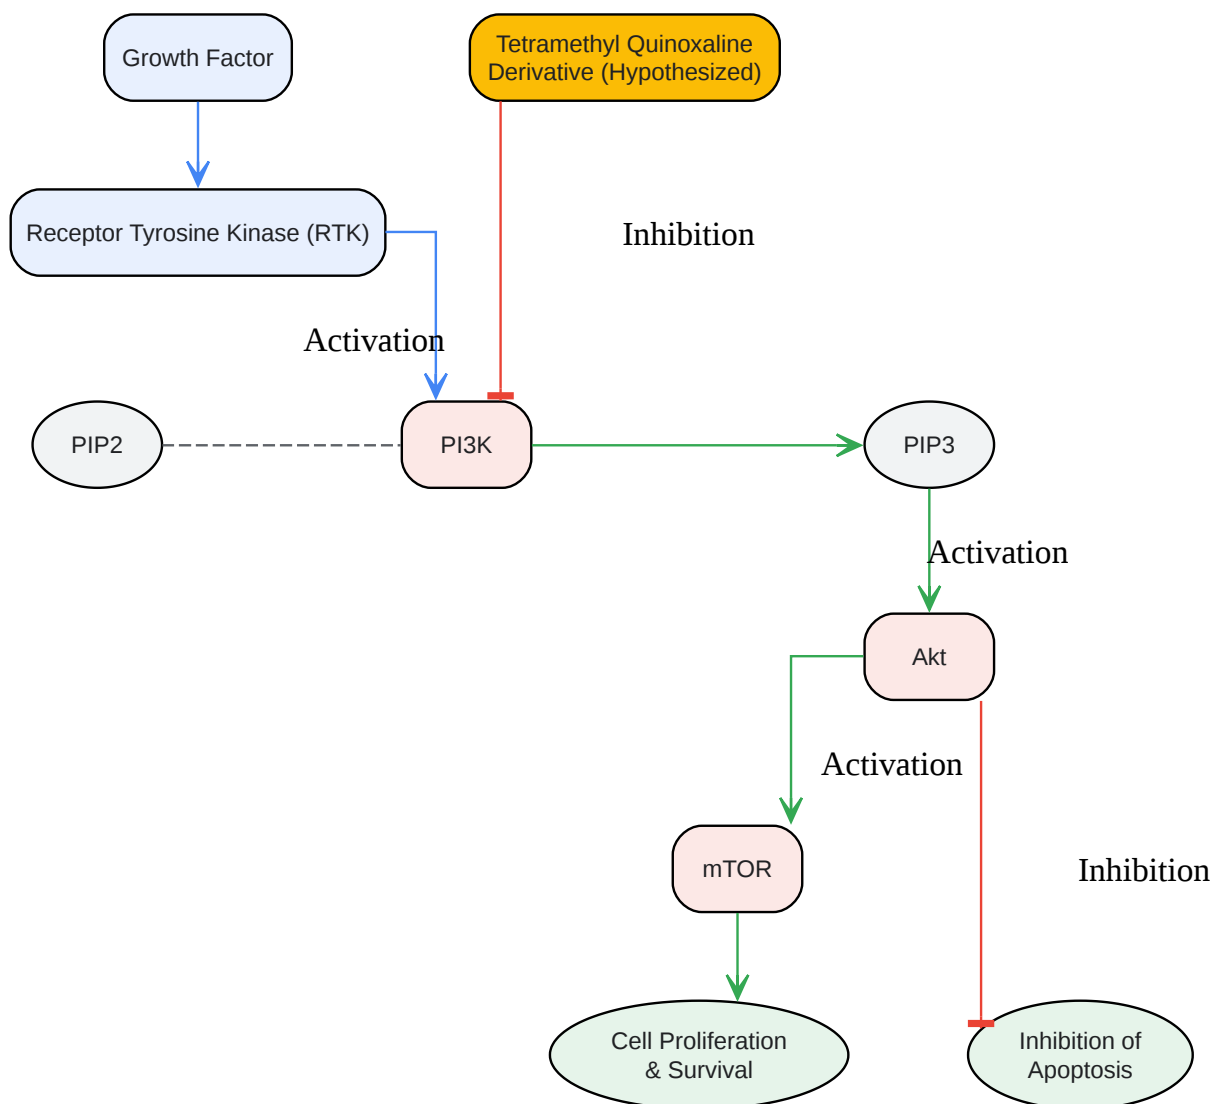 Growth Factor
Tetramethyl Quinoxaline
Derivative (Hypothesized)
Receptor Tyrosine Kinase (RTK)
Inhibition
Activation
PIP2
PI3K
PIP3
Activation
Akt
Activation
mTOR
Inhibition
Cell Proliferation
& Survival
Inhibition of
Apoptosis